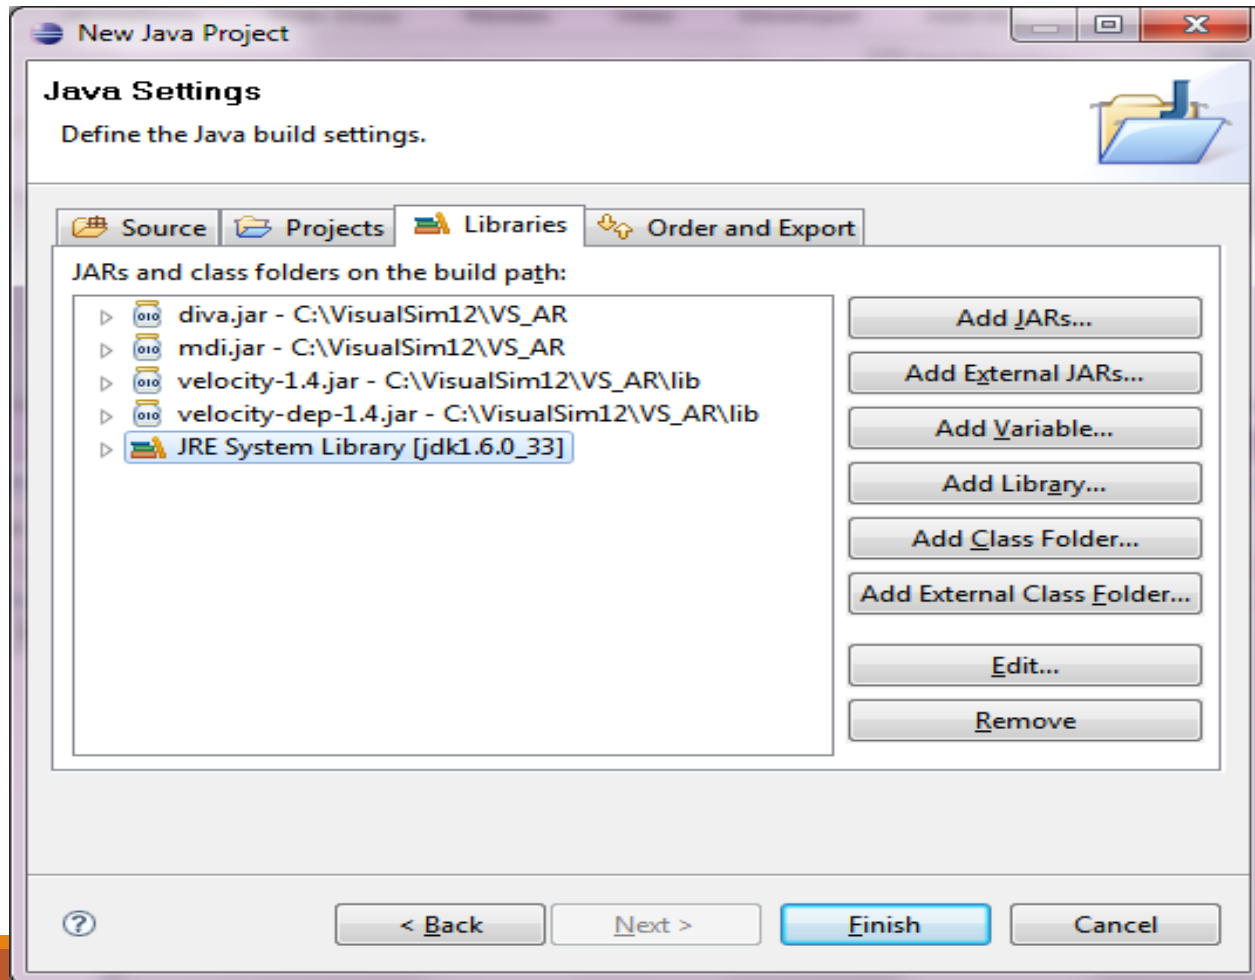 New Java Project
Java Settings
Define the Java build settings.
Source Projects Libraries Order and Export
JARs and class folders on the build path:
diva.jar - C:\VisualSim12\VS_AR
mdi.jar - C:\VisualSim12\VS_AR
velocity-1.4.jar - C:\VisualSim12\VS_AR\lib
velocity-dep-1.4.jar - C:\VisualSim12\VS_AR\lib
JRE System Library [jdk1.6.0_33]
Add JARs...
Add External JARs...
Add Variable...
Add Library...
Add Class Folder...
Add External Class Folder...
Edit...
Remove
< Back Next > Finish Cancel